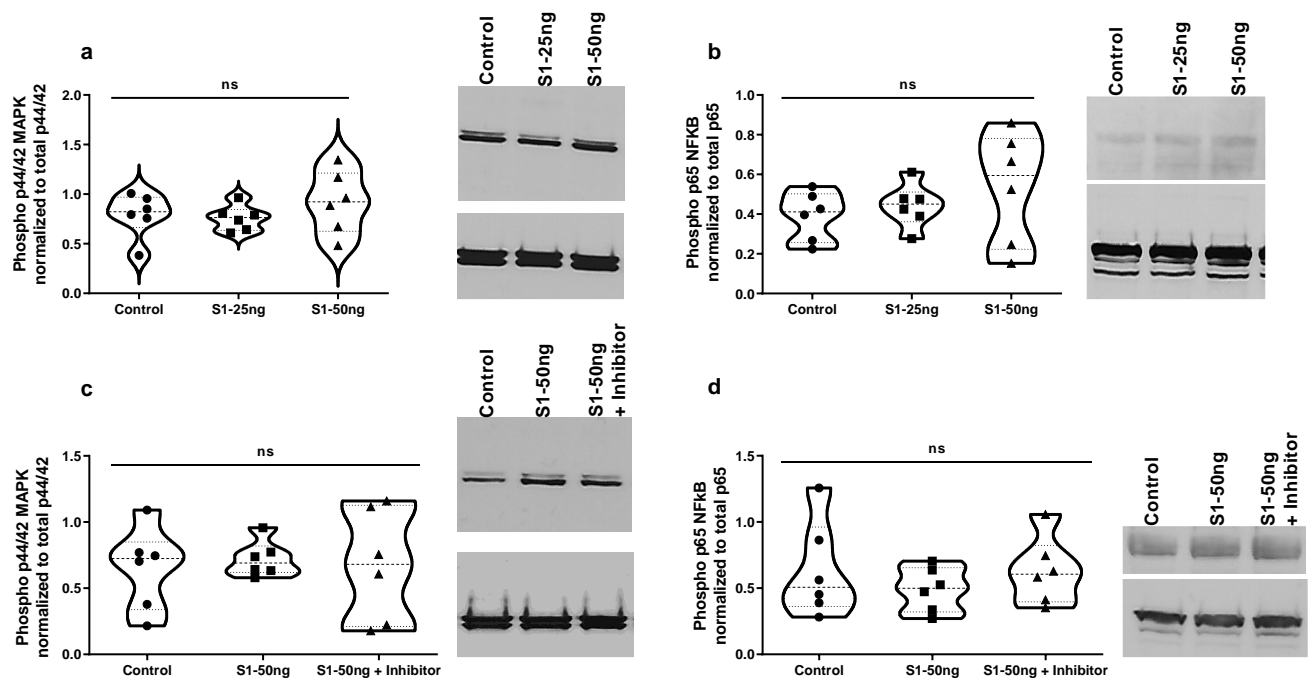 a
Phospho p44/42 MAPK
normalized to total p44/42
2.0
1.5
1.0
0.5
0.0
ns
Control
S1-25ng
S1-50ng
Control
S1-25ng
S1-50ng
b
Phospho p65 NFKB
normalized to total p65
1.0
0.8
0.6
0.4
0.2
0.0
ns
Control
S1-25ng
S1-50ng
Control
S1-25ng
S1-50ng
c
Phospho p44/42 MAPK
normalized to total p44/42
1.5
1.0
0.5
0.0
ns
Control
S1-50ng
S1-50ng + Inhibitor
Control
S1-50ng
S1-50ng
+ Inhibitor
d
Phospho p65 NFkB
normalized to total p65
1.5
1.0
0.5
0.0
ns
Control
S1-50ng
S1-50ng + Inhibitor
Control
S1-50ng
S1-50ng
+ Inhibitor